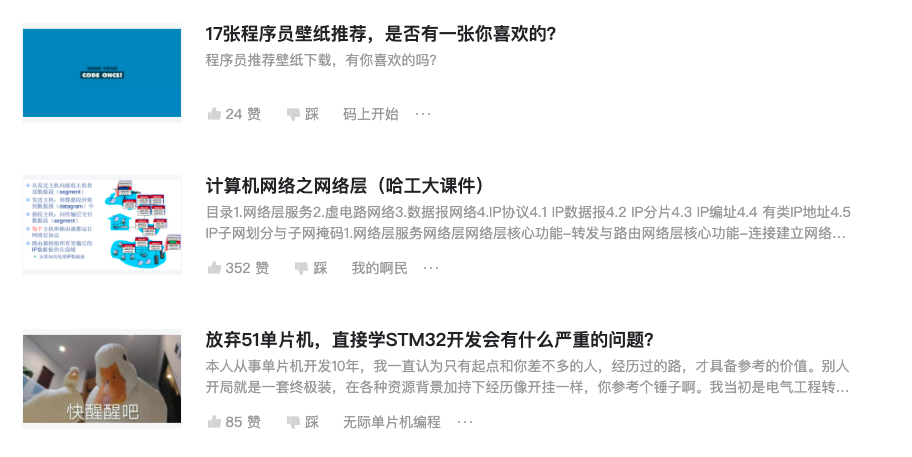 17张程序员壁纸推荐，是否有一张你喜欢的？
程序员推荐壁纸下载，有你喜欢的吗？
CODE ONCE!
24 赞 踩 码上开始 ···
计算机网络之网络层（哈工大课件）
目录1.网络层服务2.虚电路网络3.数据报网络4.IP协议4.1 IP数据报4.2 IP分片4.3 IP编址4.4 有类IP地址4.5
IP子网划分与子网掩码1.网络层服务网络层网络层核心功能-转发与路由网络层核心功能-连接建立网络...
352 赞 踩 我的啊民 ···
放弃51单片机，直接学STM32开发会有什么严重的问题？
本人从事单片机开发10年，我一直认为只有起点和你差不多的人，经历过的路，才具备参考的价值。别人
开局就是一套终极装，在各种资源背景加持下经历像开挂一样，你参考个锤子啊。我当初是电气工程转...
快醒醒吧
85 赞 踩 无际单片机编程 ···